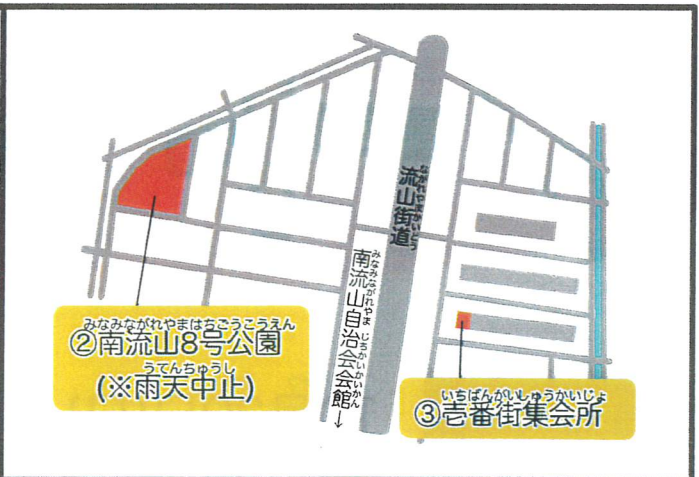 ながれやまかいどう
流山街道
みなみながれやま じちかいかいかん
南流山自治会会館→
みなみながれやまはちごうこうえん
②南流山8号公園
うてんちゅうし
(※雨天中止)
いちばんがいしゅうかいじょ
③壱番街集会所